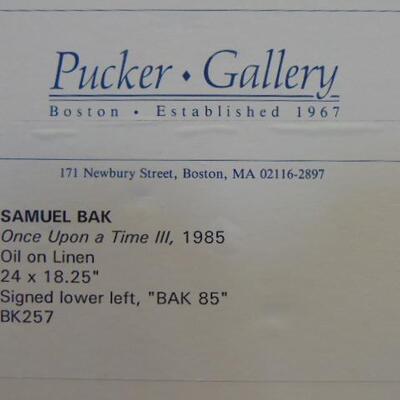 Pucker • Gallery
Boston • Established 1967
171 Newbury Street, Boston, MA 02116-2897
SAMUEL BAK
Once Upon a Time III, 1985
Oil on Linen
24 x 18.25"
Signed lower left, "BAK 85"
BK257